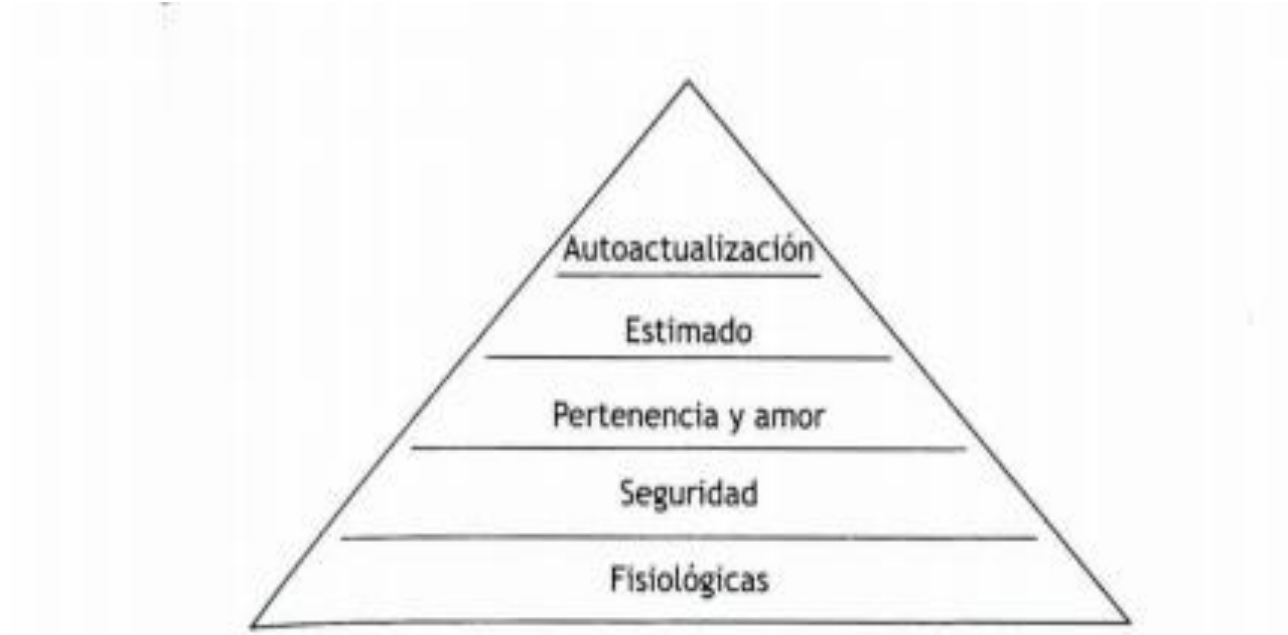 Autoactualización
Estimado
Pertenencia y amor
Seguridad
Fisiológicas